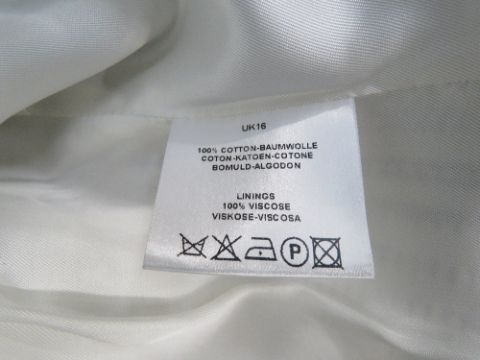 UK16
100% COTTON-BAUMWOLLE
COTON-KATOEN-COTONE
BOMULD-ALGODON
LININGS
100% VISCOSE
VISKOSE-VISCOSA
P